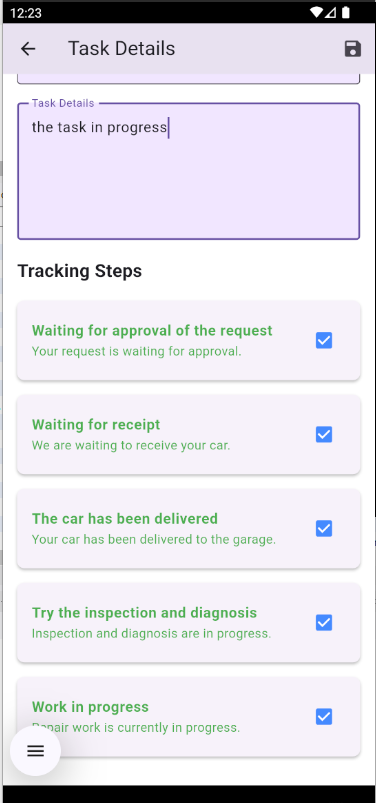 12:23
Task Details
Task Details
the task in progress
Tracking Steps
Waiting for approval of the request
Your request is waiting for approval.
Waiting for receipt
We are waiting to receive your car.
The car has been delivered
Your car has been delivered to the garage.
Try the inspection and diagnosis
Inspection and diagnosis are in progress.
Work in progress
Repair work is currently in progress.